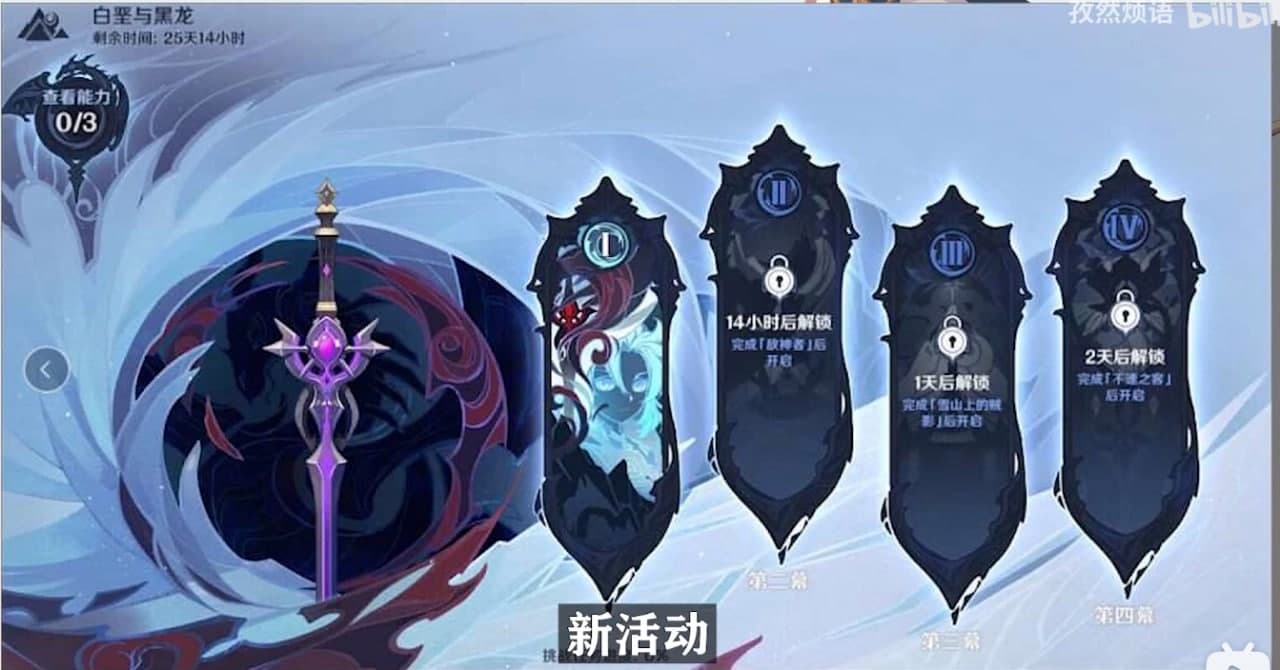 白垩与黑龙
剩余时间：25天14小时
孜然烦语 bilibili
查看能力
0/3
I
II
14小时后解锁
完成「敌神者」后
开启
第二幕
III
1天后解锁
完成「雪山上的贼
影」后开启
第三幕
IV
2天后解锁
完成「不速之客」
后开启
第四幕
新活动